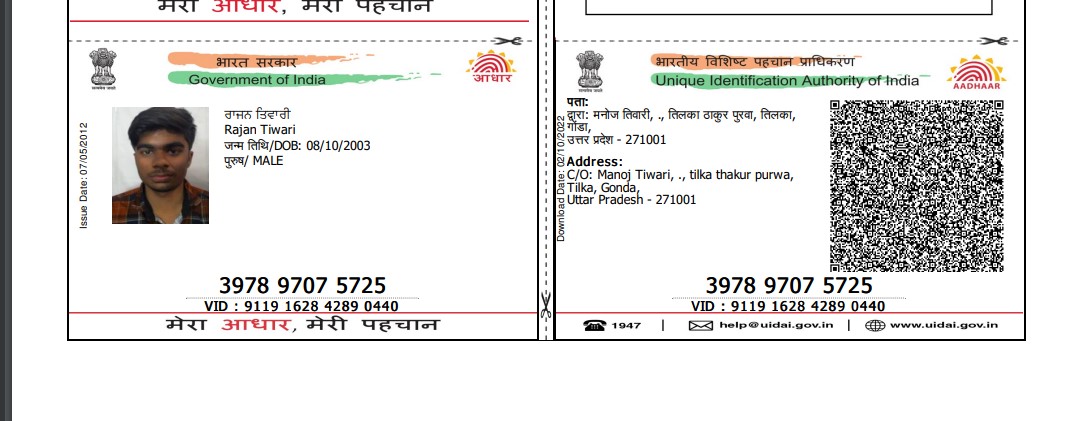 मेरा आधार, मेरी पहचान
भारत सरकार
Government of India
आधार
Issue Date: 07/05/2012
ਰਾਜਨ ਤਿਵਾਰੀ
Rajan Tiwari
जन्म तिथि/DOB: 08/10/2003
पुरुष/ MALE
3978 9707 5725
VID : 9119 1628 4289 0440
मेरा आधार, मेरी पहचान
भारतीय विशिष्ट पहचान प्राधिकरण
Unique Identification Authority of India
AADHAAR
Download Date: 02/10/2022
पता:
द्वारा: मनोज तिवारी, ., तिलका ठाकुर पुरवा, तिलका,
गोंडा,
उत्तर प्रदेश - 271001
Address:
C/O: Manoj Tiwari, ., tilka thakur purwa,
Tilka, Gonda,
Uttar Pradesh - 271001
3978 9707 5725
VID : 9119 1628 4289 0440
1947 | help@uidai.gov.in | www.uidai.gov.in